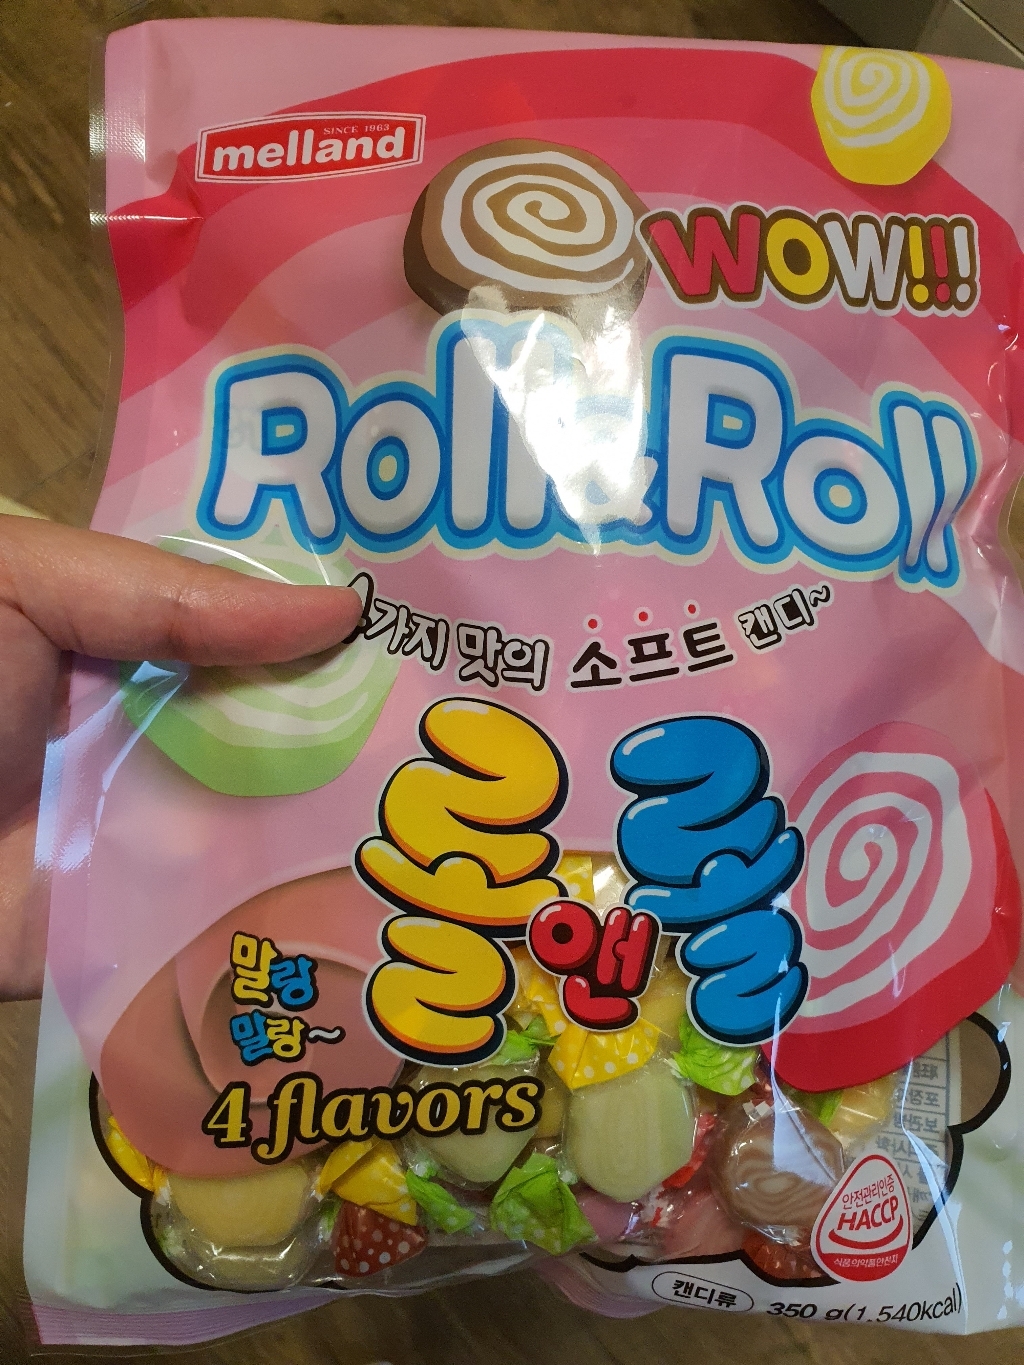 SINCE 1963
melland
WOW!!!
Roll&Roll
가지 맛의 소프트 캔디~
롤앤롤
말랑
말랑~
4 flavors
안전관리인증
HACCP
식품의약품안전처
캔디류 350 g(1,540kcal)